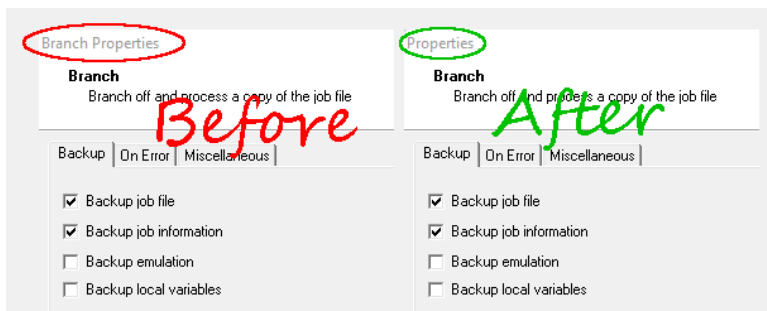 Branch Properties
Branch
Branch off and process a copy of the job file
Before
Backup On Error Miscellaneous
Backup job file
Backup job information
Backup emulation
Backup local variables
Properties
Branch
Branch off and process a copy of the job file
After
Backup On Error Miscellaneous
Backup job file
Backup job information
Backup emulation
Backup local variables